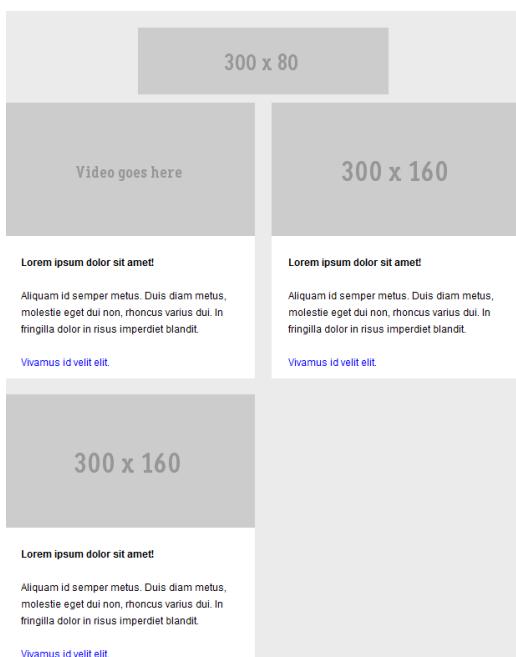 300 x 80
Video goes here
Lorem ipsum dolor sit amet!
Aliquam id semper metus. Duis diam metus,
molestie eget dui non, rhoncus varius dui. In
fringilla dolor in risus imperdiet blandit.
Vivamus id velit elit.
300 x 160
Lorem ipsum dolor sit amet!
Aliquam id semper metus. Duis diam metus,
molestie eget dui non, rhoncus varius dui. In
fringilla dolor in risus imperdiet blandit.
Vivamus id velit elit.
300 x 160
Lorem ipsum dolor sit amet!
Aliquam id semper metus. Duis diam metus,
molestie eget dui non, rhoncus varius dui. In
fringilla dolor in risus imperdiet blandit.
Vivamus id velit elit.